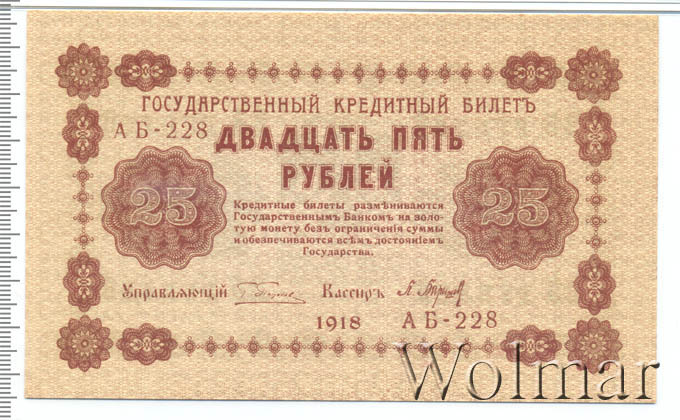 ГОСУДАРСТВЕННЫЙ КРЕДИТНЫЙ БИЛЕТЪ
АБ-228
ДВАДЦАТЬ ПЯТЬ
РУБЛЕЙ
25
25
Кредитные билеты размѣниваются
Государственнымъ Банкомъ на золо-
тую монету безъ ограниченія суммы
и обезпечиваются всѣмъ достояніемъ
Государства.
Управляющій
Кассиръ
1918 АБ-228
Wolmar